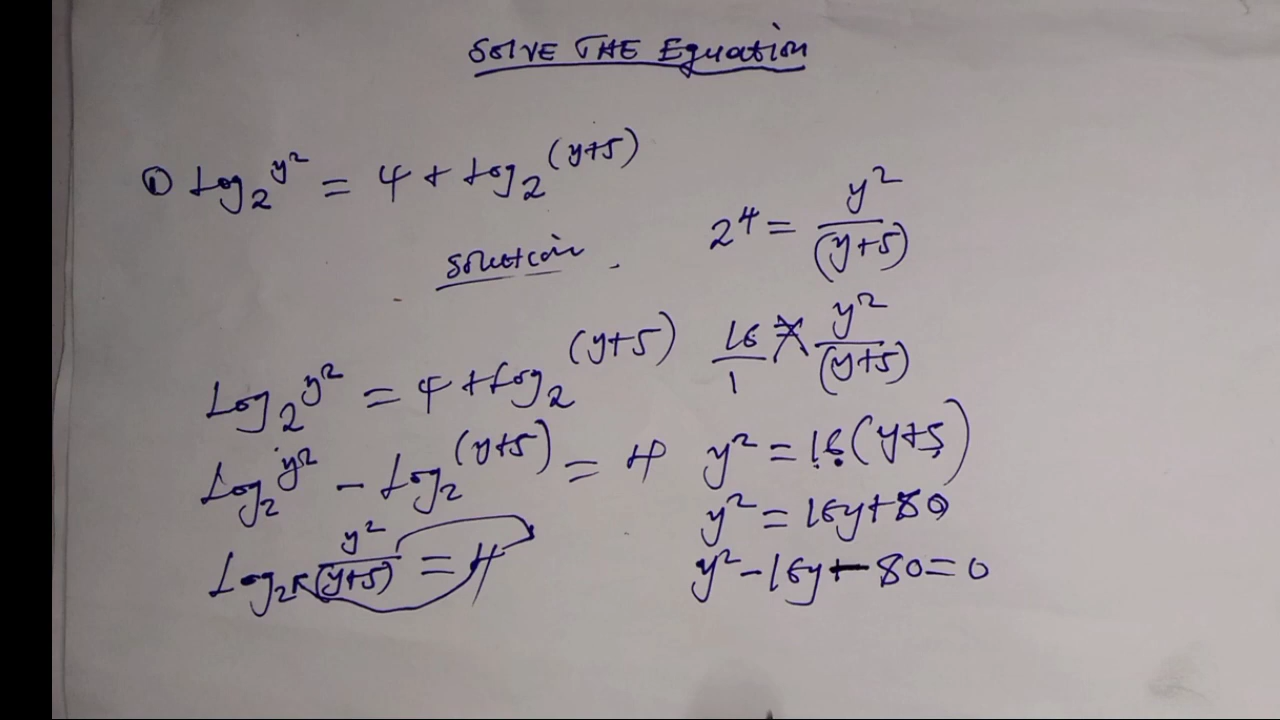 SOLVE THE Equation
① Log₂^y² = 4 + Log₂^(y+5)
Solution
Log₂^y² = 4 + Log₂^(y+5)
Log₂^y² - Log₂^(y+5) = 4
Log₂ y²/(y+5) = 4
2⁴ = y²/(y+5)
16/1 = y²/(y+5)
y² = 16(y+5)
y² = 16y+80
y² - 16y - 80 = 0